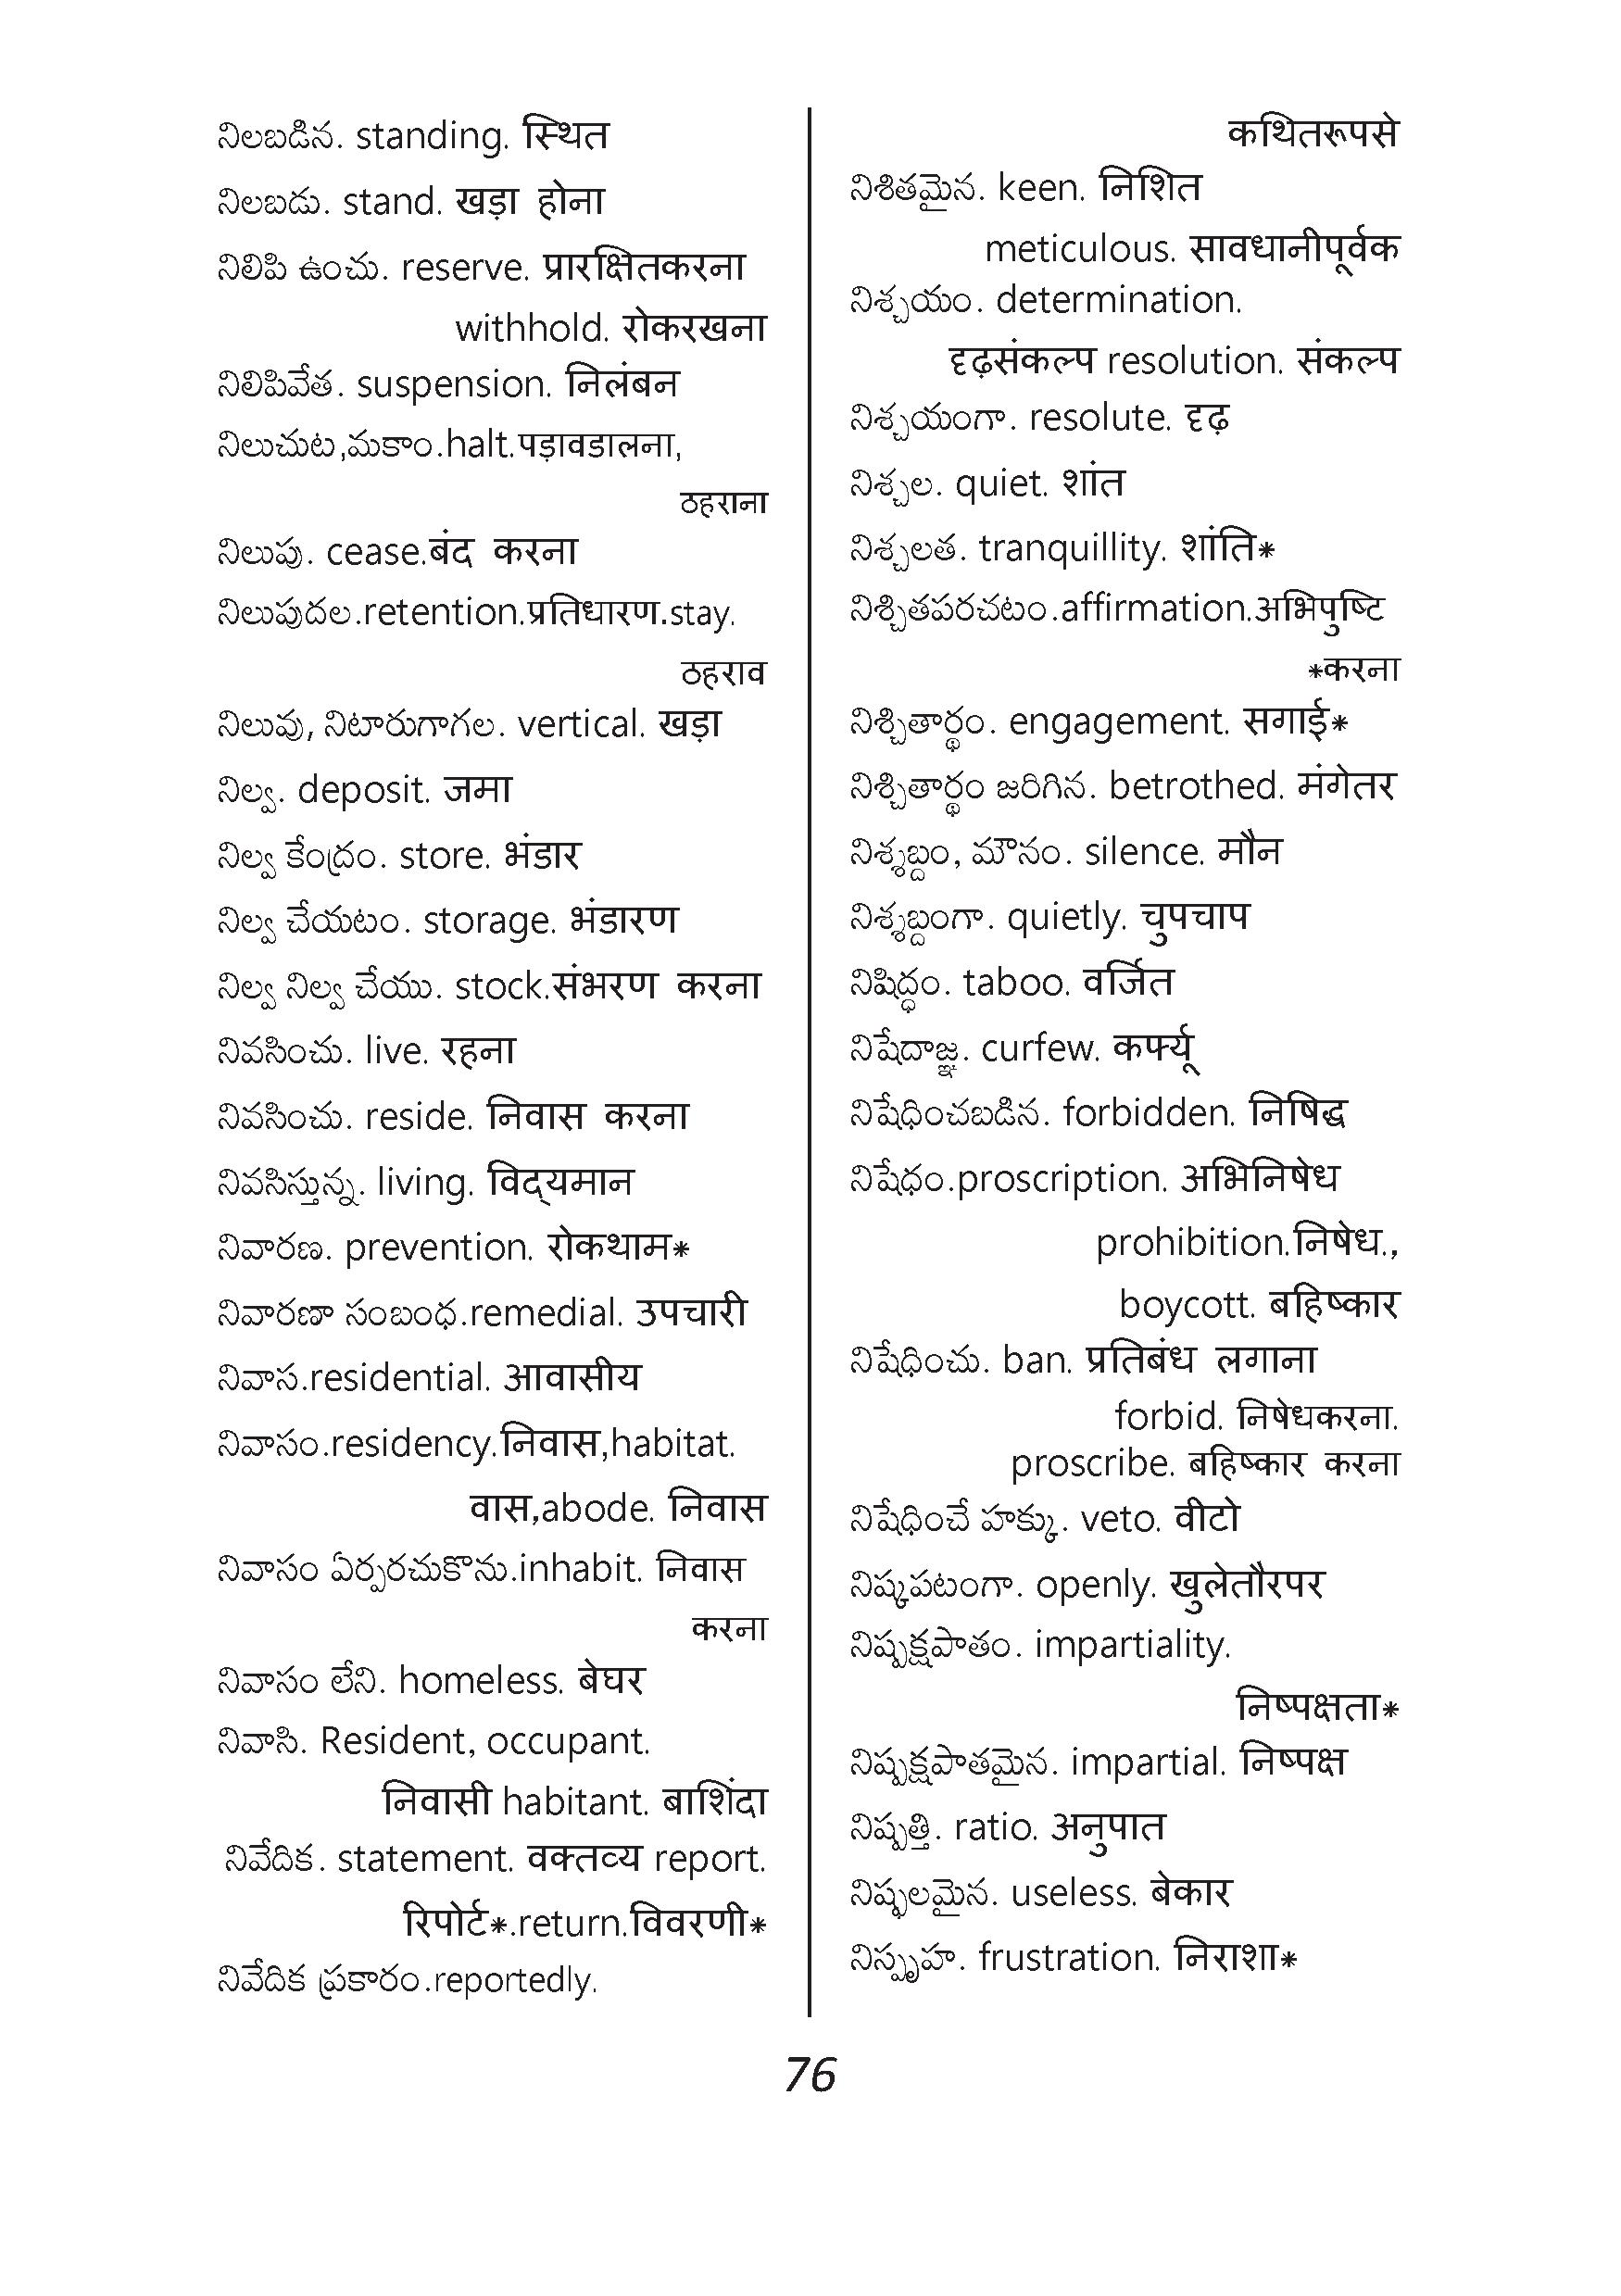 నిలబడిన. standing. स्थित
నిలబడు. stand. खड़ा होना
నిలిపి ఉంచు. reserve. प्रारक्षितकरना
withhold. रोकरखना
నిలిపివేత. suspension. निलंबन
నిలుచుట,మకాం.halt.पड़ावडालना,
ठहराना
నిలుపు. cease.बंद करना
నిలుపుదల.retention.प्रतिधारण.stay.
ठहराव
నిలువు, నిటారుగాగల. vertical. खड़ा
నిల్వ. deposit. जमा
నిల్వ కేంద్రం. store. भंडार
నిల్వ చేయటం. storage. भंडारण
నిల్వ నిల్వ చేయు. stock.संभरण करना
నివసించు. live. रहना
నివసించు. reside. निवास करना
నివసిస్తున్న. living. विद्यमान
నివారణ. prevention. रोकथाम*
నివారణా సంబంధ.remedial. उपचारी
నివాస.residential. आवासीय
నివాసం.residency.निवास,habitat.
वास,abode. निवास
నివాసం ఏర్పరచుకొను.inhabit. निवास
करना
నివాసం లేని. homeless. बेघर
నివాసి. Resident, occupant.
निवासी habitant. बाशिंदा
నివేదిక. statement. वक्तव्य report.
रिपोर्ट*.return.विवरणी*
నివేదిక ప్రకారం.reportedly.
कथितरूपसे
నిశితమైన. keen. निशित
meticulous. सावधानीपूर्वक
నిశ్చయం. determination.
दृढ़संकल्प resolution. संकल्प
నిశ్చయంగా. resolute. दृढ़
నిశ్చల. quiet. शांत
నిశ్చలత. tranquillity. शांति*
నిశ్చితపరచటం.affirmation.अभिपुष्टि
*करना
నిశ్చితార్థం. engagement. सगाई*
నిశ్చితార్థం జరిగిన. betrothed. मंगेतर
నిశ్శబ్దం, మౌనం. silence. मौन
నిశ్శబ్దంగా. quietly. चुपचाप
నిషిద్ధం. taboo. वर्जित
నిషేదాజ్ఞ. curfew. कर्फ्यू
నిషేధించబడిన. forbidden. निषिद्ध
నిషేధం.proscription. अभिनिषेध
prohibition.निषेध.,
boycott. बहिष्कार
నిషేధించు. ban. प्रतिबंध लगाना
forbid. निषेधकरना.
proscribe. बहिष्कार करना
నిషేధించే హక్కు. veto. वीटो
నిష్కపటంగా. openly. खुलेतौरपर
నిష్పక్షపాతం. impartiality.
निष्पक्षता*
నిష్పక్షపాతమైన. impartial. निष्पक्ष
నిష్పత్తి. ratio. अनुपात
నిష్ఫలమైన. useless. बेकार
నిస్పృహ. frustration. निराशा*
76